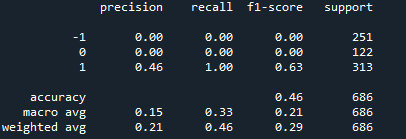 precision recall f1-score support
-1 0.00 0.00 0.00 251
0 0.00 0.00 0.00 122
1 0.46 1.00 0.63 313
accuracy 0.46 686
macro avg 0.15 0.33 0.21 686
weighted avg 0.21 0.46 0.29 686